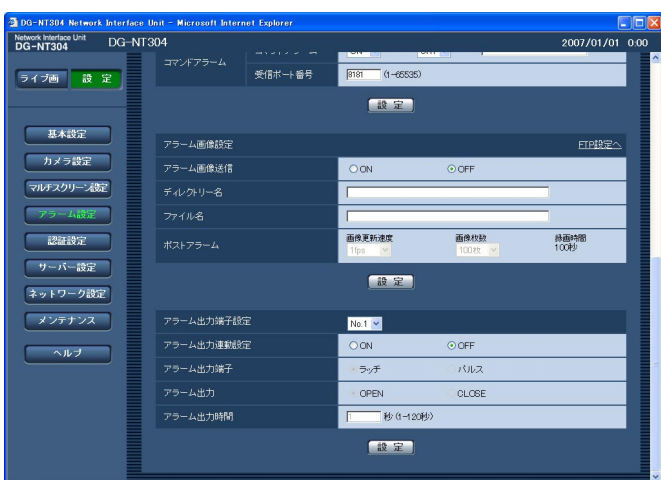 DG-NT304 Network Interface Unit - Microsoft Internet Explorer
Network Interface Unit
DG-NT304
DG-NT304
2007/01/01 0:00
ライブ画
設 定
コマンドアラーム
受信ポート番号
8181 (1-65535)
設 定
基本設定
カメラ設定
マルチスクリーン設定
アラーム設定
認証設定
サーバー設定
ネットワーク設定
メンテナンス
ヘルプ
アラーム画像設定
FTP設定へ
アラーム画像送信
ON
OFF
ディレクトリー名
ファイル名
ポストアラーム
画像更新速度
画像枚数
録画時間
1fps
100枚
100秒
設 定
アラーム出力端子設定
No.1
アラーム出力連動設定
ON
OFF
アラーム出力端子
ラッチ
パルス
アラーム出力
OPEN
CLOSE
アラーム出力時間
1 秒 (1-120秒)
設 定